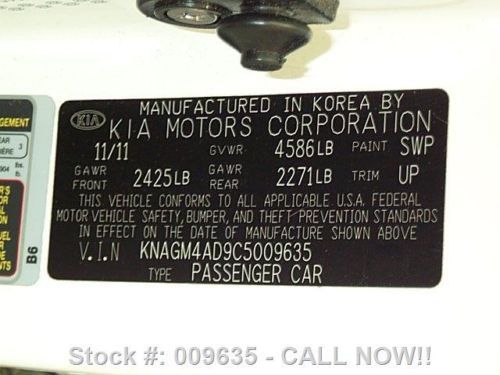 MANUFACTURED IN KOREA BY
KIA KIA MOTORS CORPORATION
11/11 GVWR 4586LB PAINT SWP
GAWR FRONT 2425LB GAWR REAR 2271LB TRIM UP
THIS VEHICLE CONFORMS TO ALL APPLICABLE U.S.A. FEDERAL
MOTOR VEHICLE SAFETY, BUMPER, AND THEFT PREVENTION STANDARDS
IN EFFECT ON THE DATE OF MANUFACTURE SHOWN ABOVE
V.I.N KNAGM4AD9C5009635
TYPE PASSENGER CAR
B6
Stock #: 009635 - CALL NOW!!